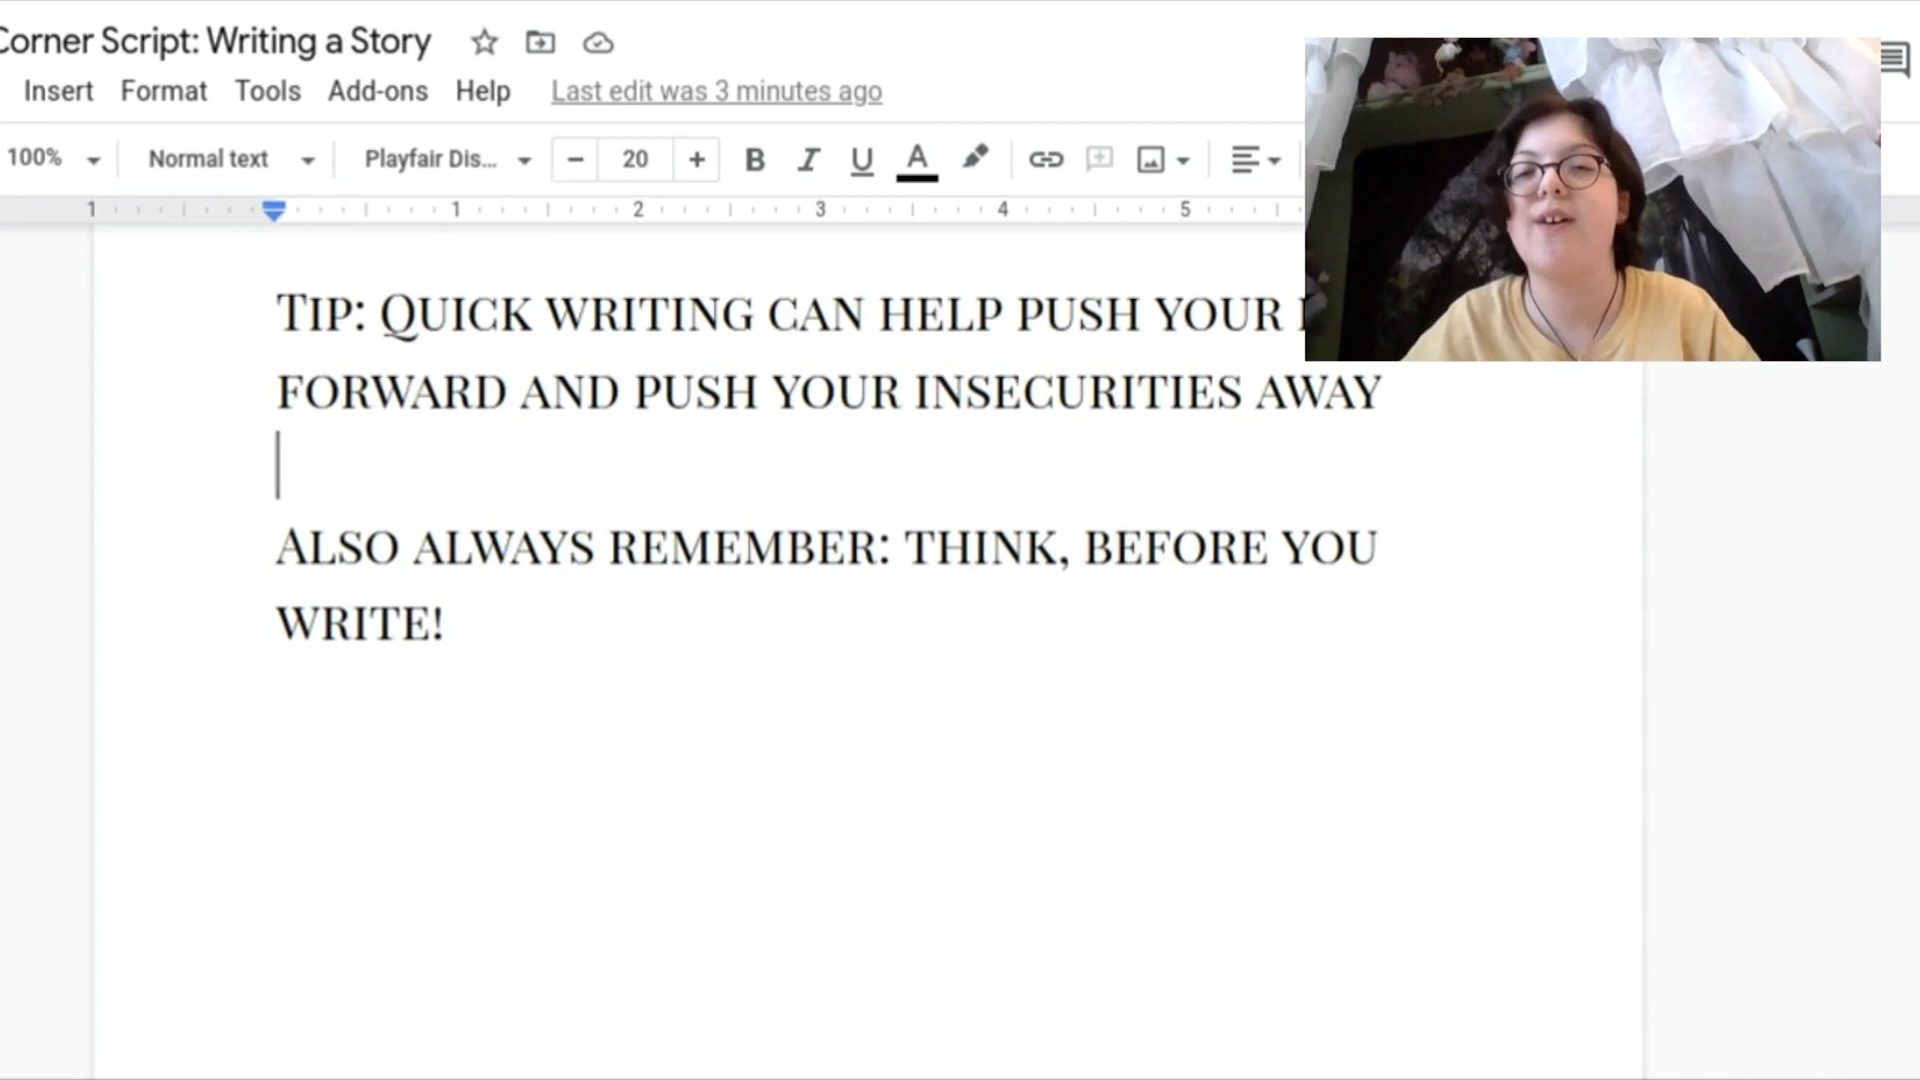 Corner Script: Writing a Story
Insert Format Tools Add-ons Help Last edit was 3 minutes ago
100% Normal text Playfair Dis... 20 B I U A
1 1 2 3 4 5
Tip: Quick writing can help push your
forward and push your insecurities away
Also always remember: think, before you
write!